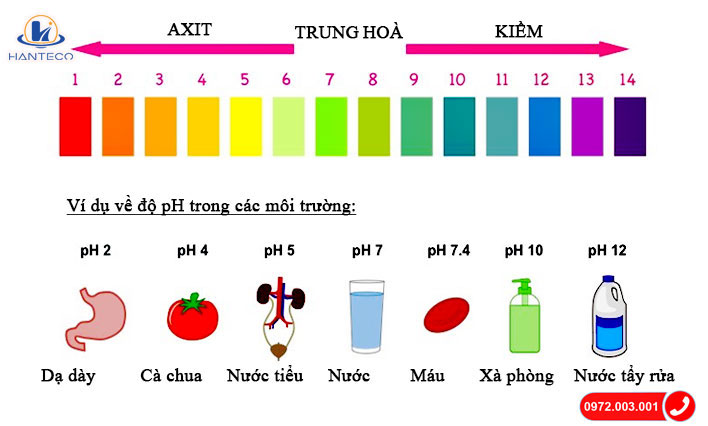 HANTECO
AXIT TRUNG HOÀ KIỀM
1 2 3 4 5 6 7 8 9 10 11 12 13 14
Ví dụ về độ pH trong các môi trường:
pH 2 pH 4 pH 5 pH 7 pH 7.4 pH 10 pH 12
Dạ dày Cà chua Nước tiểu Nước Máu Xà phòng Nước tẩy rửa
0972.003.001